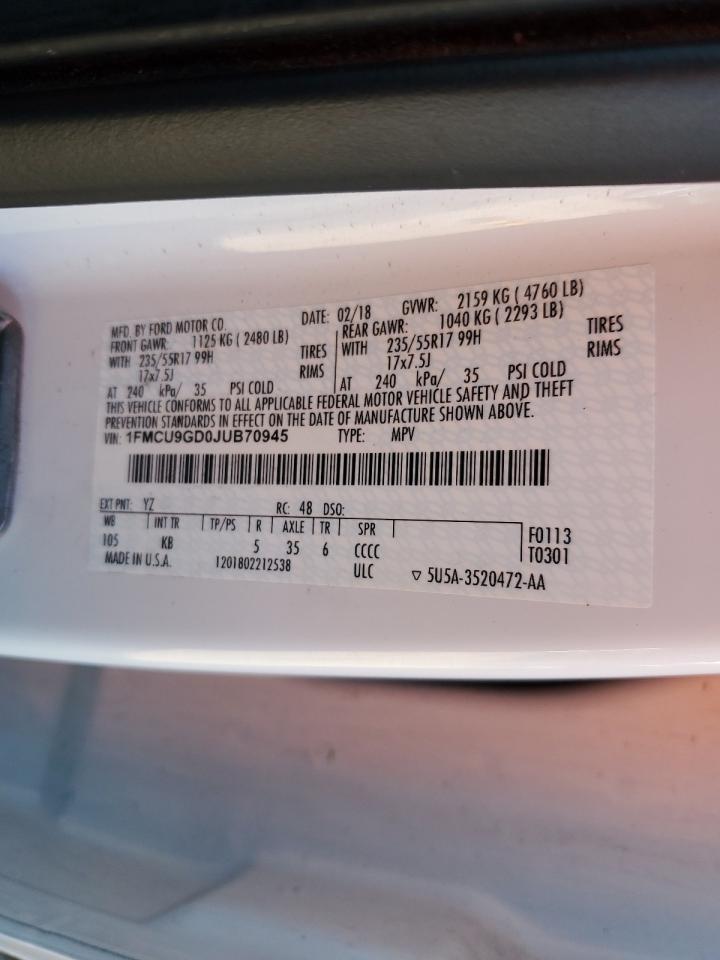 MFD. BY FORD MOTOR CO. DATE: 02/18 GVWR: 2159 KG ( 4760 LB)
FRONT GAWR: 1125 KG ( 2480 LB) REAR GAWR: 1040 KG ( 2293 LB)
WITH 235/55R17 99H TIRES WITH 235/55R17 99H TIRES
17x7.5J RIMS 17x7.5J RIMS
AT 240 kPa/ 35 PSI COLD AT 240 kPa/ 35 PSI COLD
THIS VEHICLE CONFORMS TO ALL APPLICABLE FEDERAL MOTOR VEHICLE SAFETY AND THEFT
PREVENTION STANDARDS IN EFFECT ON THE DATE OF MANUFACTURE SHOWN ABOVE.
VIN: 1FMCU9GD0JUB70945 TYPE: MPV
EXT PNT: YZ RC: 48 DSO:
WB INT TR TP/PS R AXLE TR SPR F0113
105 KB 5 35 6 CCCC T0301
MADE IN U.S.A. 1201802212538 ULC ▽ 5U5A-3520472-AA